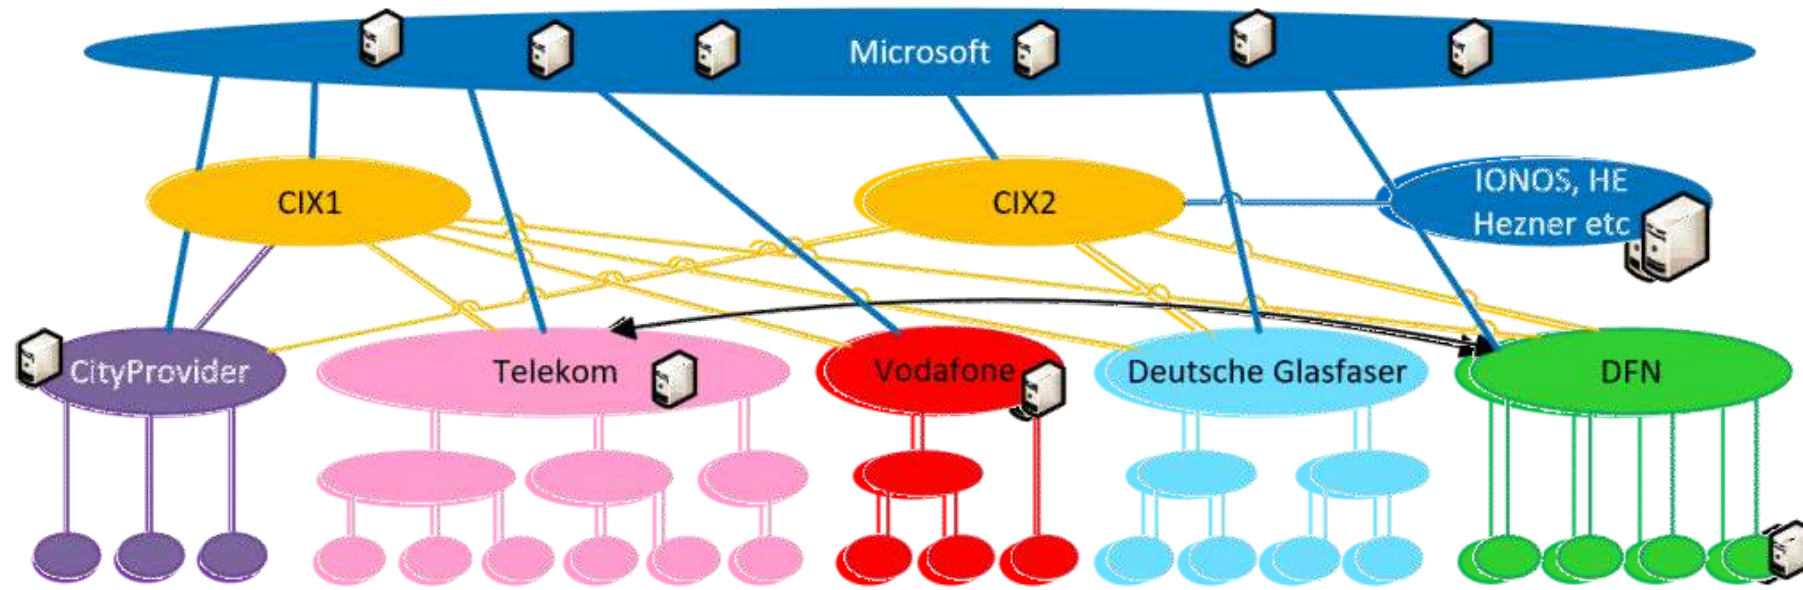 Microsoft
CIX1
CIX2
IONOS, HE
Hezner etc
CityProvider
Telekom
Vodafone
Deutsche Glasfaser
DFN